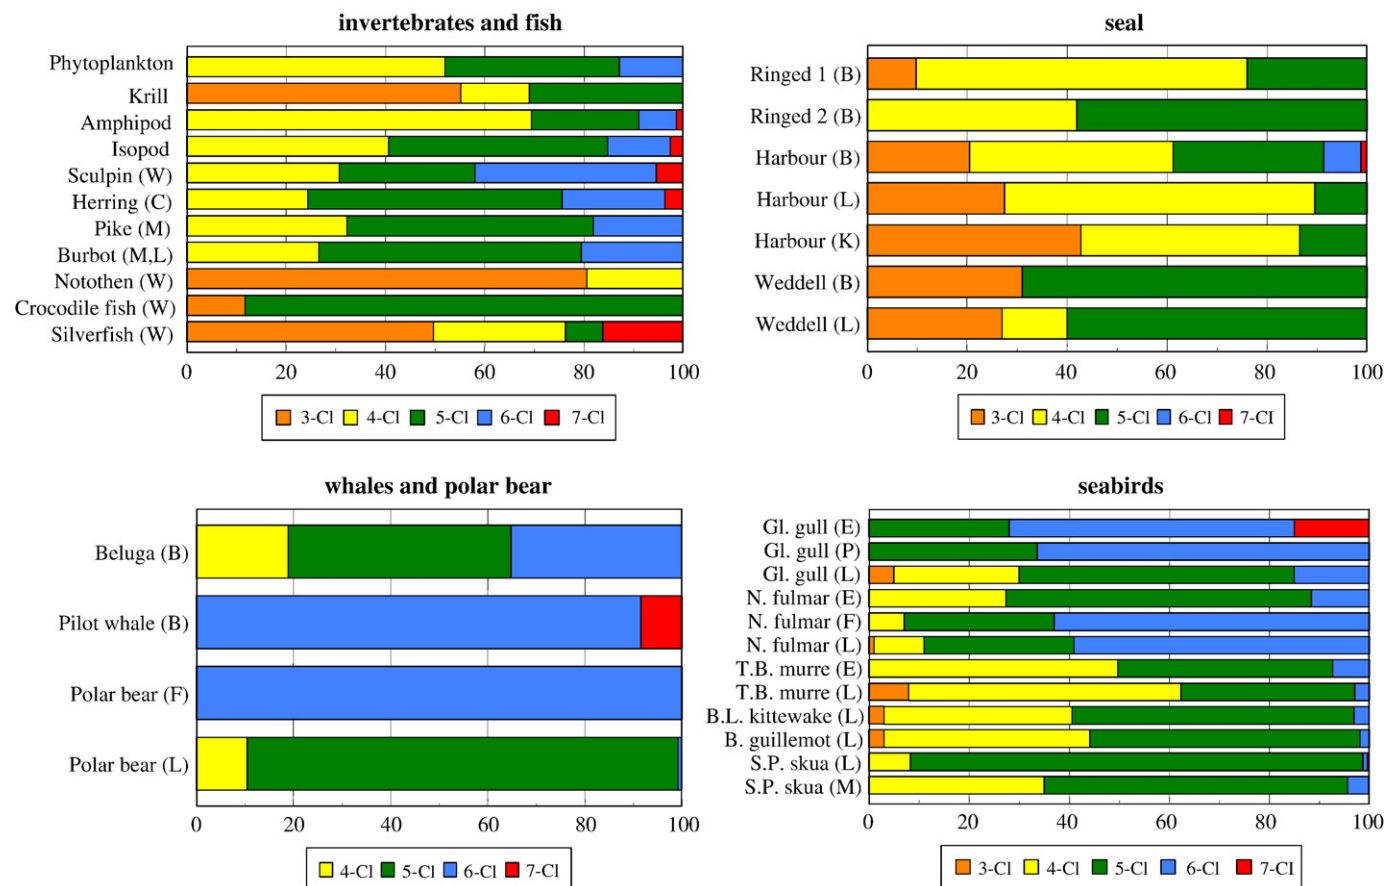 invertebrates and fish
Phytoplankton
Krill
Amphipod
Isopod
Sculpin (W)
Herring (C)
Pike (M)
Burbot (M,L)
Notothen (W)
Crocodile fish (W)
Silverfish (W)
0 20 40 60 80 100
3-Cl 4-Cl 5-Cl 6-Cl 7-Cl
seal
Ringed 1 (B)
Ringed 2 (B)
Harbour (B)
Harbour (L)
Harbour (K)
Weddell (B)
Weddell (L)
0 20 40 60 80 100
3-Cl 4-Cl 5-Cl 6-Cl 7-CI
whales and polar bear
Beluga (B)
Pilot whale (B)
Polar bear (F)
Polar bear (L)
0 20 40 60 80 100
4-Cl 5-Cl 6-Cl 7-Cl
seabirds
Gl. gull (E)
Gl. gull (P)
Gl. gull (L)
N. fulmar (E)
N. fulmar (F)
N. fulmar (L)
T.B. murre (E)
T.B. murre (L)
B.L. kittewake (L)
B. guillemot (L)
S.P. skua (L)
S.P. skua (M)
0 20 40 60 80 100
3-Cl 4-Cl 5-Cl 6-Cl 7-CI